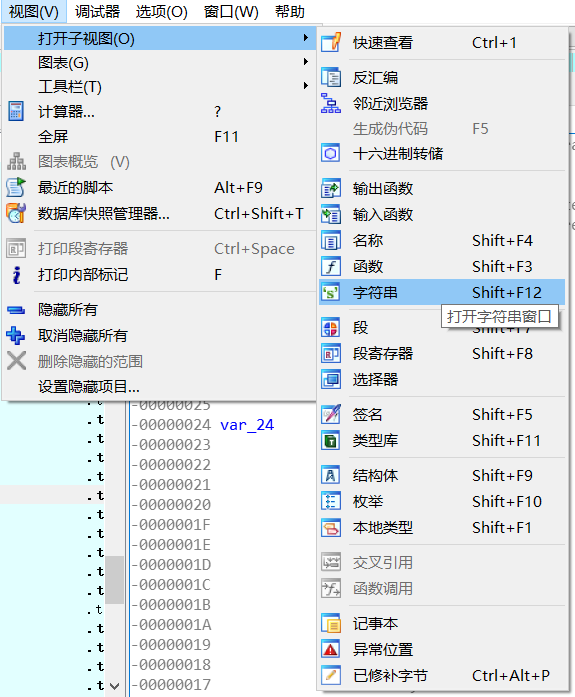 视图(V) 调试器 选项(O) 窗口(W) 帮助
打开子视图(O)
图表(G)
工具栏(T)
计算器... ?
全屏 F11
图表概览 (V)
最近的脚本 Alt+F9
数据库快照管理器... Ctrl+Shift+T
打印段寄存器 Ctrl+Space
打印内部标记 F
隐藏所有
取消隐藏所有
删除隐藏的范围
设置隐藏项目...
快速查看 Ctrl+1
反汇编
邻近浏览器
生成伪代码 F5
十六进制转储
输出函数
输入函数
名称 Shift+F4
函数 Shift+F3
字符串 Shift+F12
打开字符串窗口
段 Shift+F7
段寄存器 Shift+F8
选择器
签名 Shift+F5
类型库 Shift+F11
结构体 Shift+F9
枚举 Shift+F10
本地类型 Shift+F1
交叉引用
函数调用
记事本
异常位置
已修补字节 Ctrl+Alt+P
-00000025
.t -00000024 var_24
.t -00000023
.t -00000022
.t -00000021
.t -00000020
.t -0000001F
.t -0000001E
.t -0000001D
.t -0000001C
.t -0000001B
.t -0000001A
.t -00000019
.t -00000018
.t -00000017